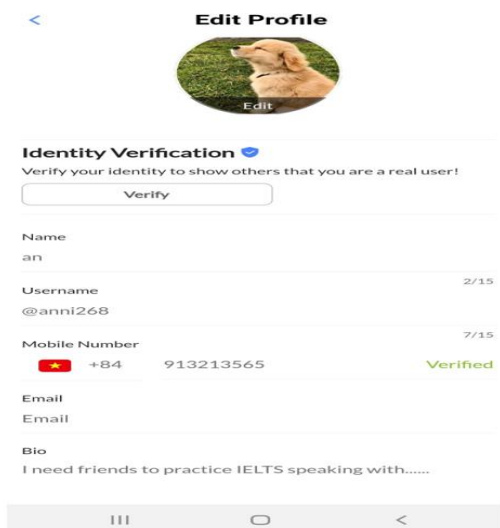 Edit Profile
Edit
Identity Verification
Verify your identity to show others that you are a real user!
Verify
Name
an
2/15
Username
@anni268
7/15
Mobile Number
+84 913213565 Verified
Email
Email
Bio
I need friends to practice IELTS speaking with......